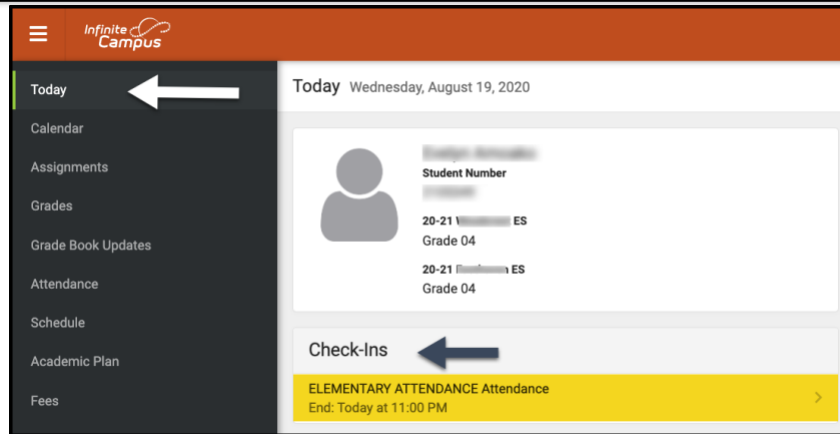 Infinite
Campus
Today
Calendar
Assignments
Grades
Grade Book Updates
Attendance
Schedule
Academic Plan
Fees
Today Wednesday, August 19, 2020
Student Number
20-21 ES
Grade 04
20-21 ES
Grade 04
Check-Ins
ELEMENTARY ATTENDANCE Attendance
End: Today at 11:00 PM